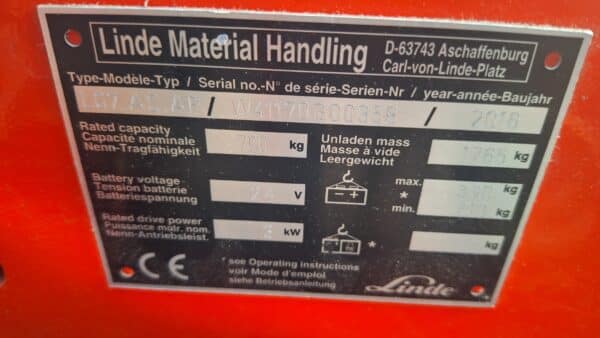 Linde Material Handling
D-63743 Aschaffenburg
Carl-von-Linde-Platz
Type-Modèle-Typ / Serial no.-N° de série-Serien-Nr / year-année-Baujahr
/ / 2018
Rated capacity
Capacite nominale
Nenn-Tragfähigkeit
kg
Unladen mass
Masse à vide
Leergewicht
kg
Battery voltage
Tension batterie
Batteriespannung
V
- +
max.
*
min.
kg
kg
Rated drive power
Puissance motr. nom.
Nenn-Antriebsleist.
kW
*
kg
CE
*see Operating instructions
voir Mode d'emploi
siehe Betriebsanleitung
Linde